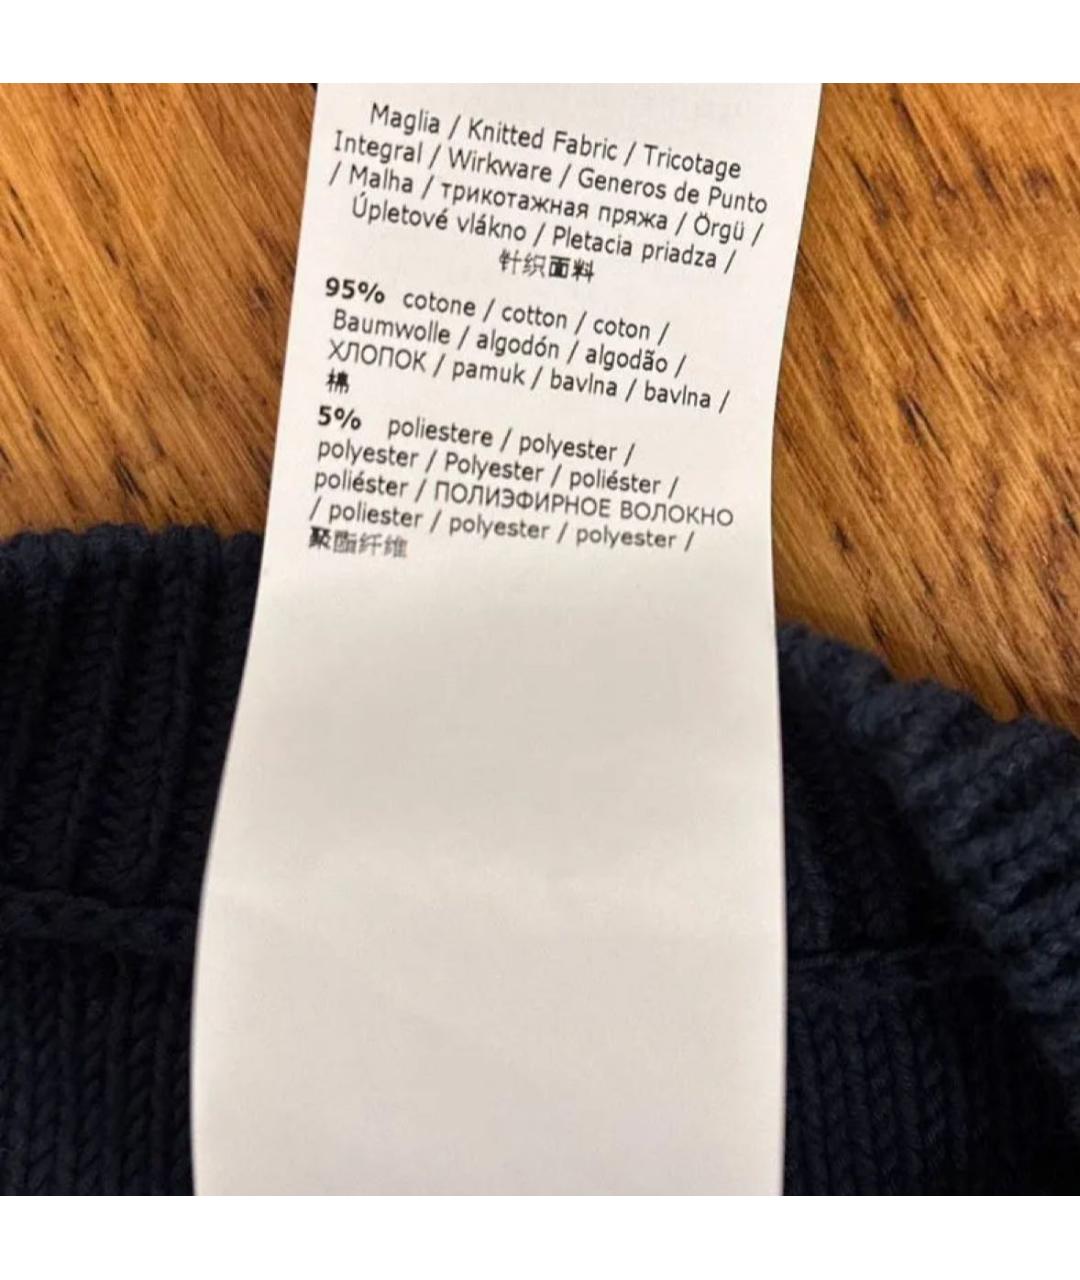 Maglia / Knitted Fabric / Tricotage
Integral / Wirkware / Generos de Punto
/ Malha / трикотажная пряжа / Örgü /
Úpletové vlákno / Pletacia priadza /
针织面料
95% cotone / cotton / coton /
Baumwolle / algodón / algodão /
ХЛОПОК / pamuk / bavlna / bavlna /
棉
5% poliestere / polyester /
polyester / Polyester / poliéster /
poliéster / ПОЛИЭФИРНОЕ ВОЛОКНО
/ poliester / polyester / polyester /
聚酯纤维